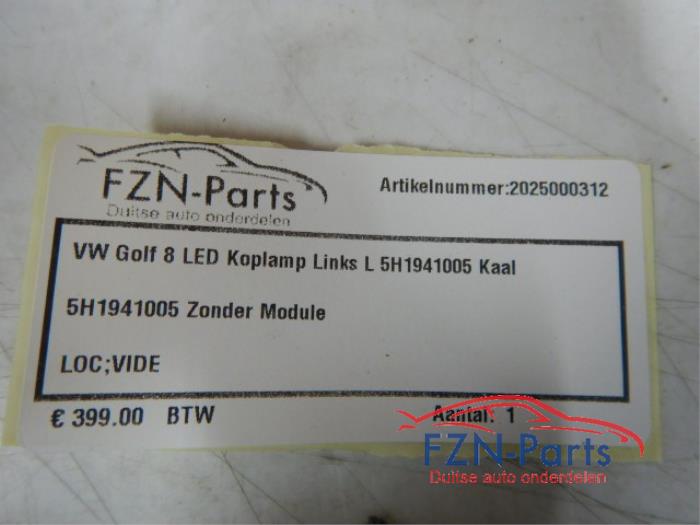 FZN-Parts
Duitse auto onderdelen
Artikelnummer:2025000312
VW Golf 8 LED Koplamp Links L 5H1941005 Kaal
5H1941005 Zonder Module
LOC;VIDE
€ 399.00 BTW
Aantal: 1
FZN-Parts
Duitse auto onderdelen